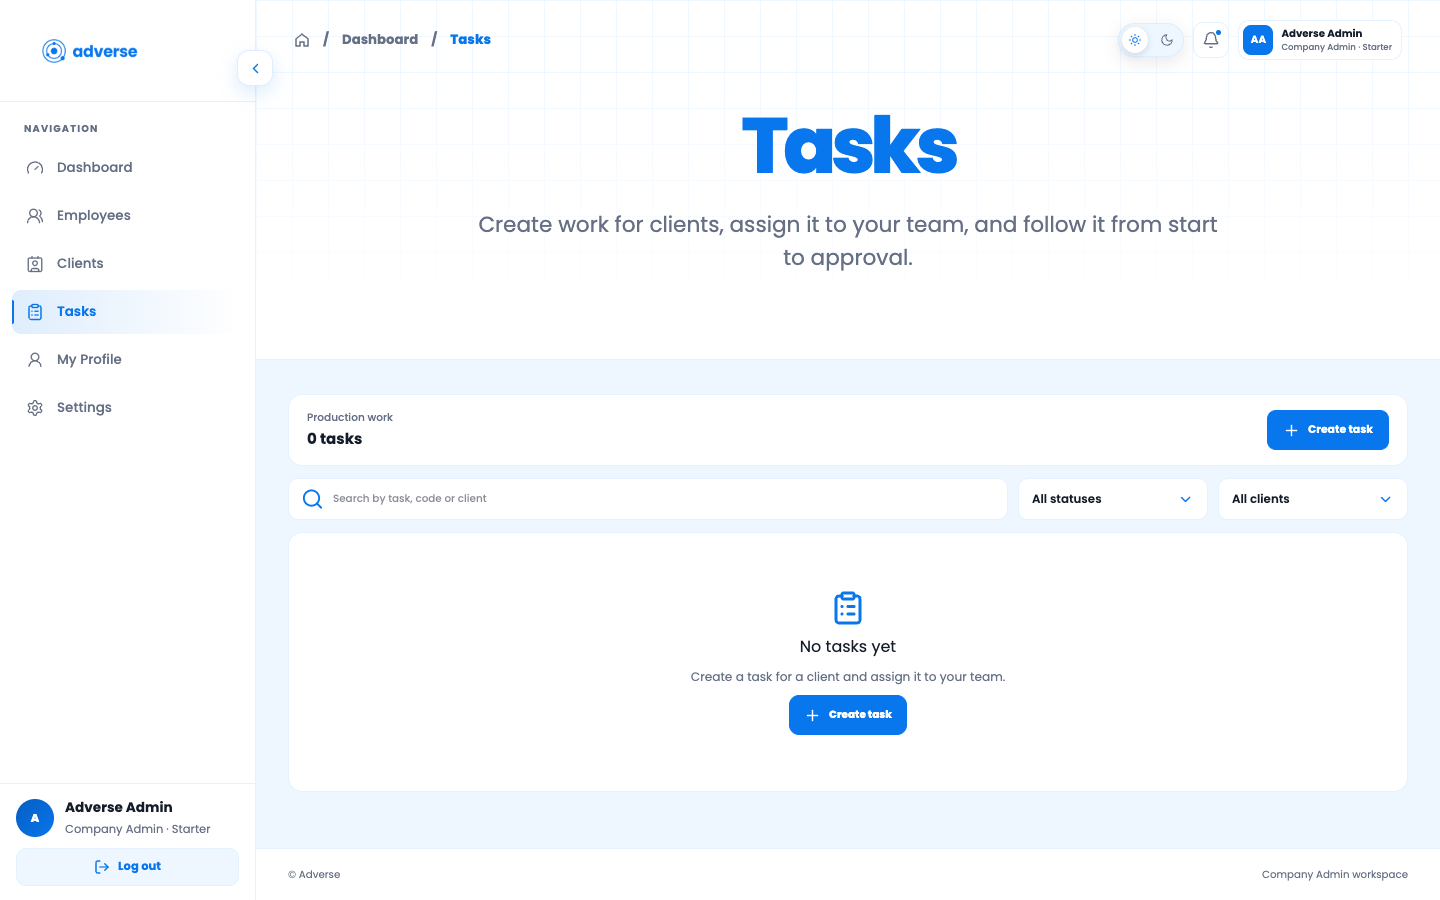 adverse
/ Dashboard / Tasks
AA
Adverse Admin
Company Admin · Starter
NAVIGATION
Dashboard
Employees
Clients
Tasks
My Profile
Settings
Tasks
Create work for clients, assign it to your team, and follow it from start
to approval.
Production work
0 tasks
Create task
Search by task, code or client
All statuses
All clients
No tasks yet
Create a task for a client and assign it to your team.
Create task
A
Adverse Admin
Company Admin · Starter
Log out
© Adverse
Company Admin workspace